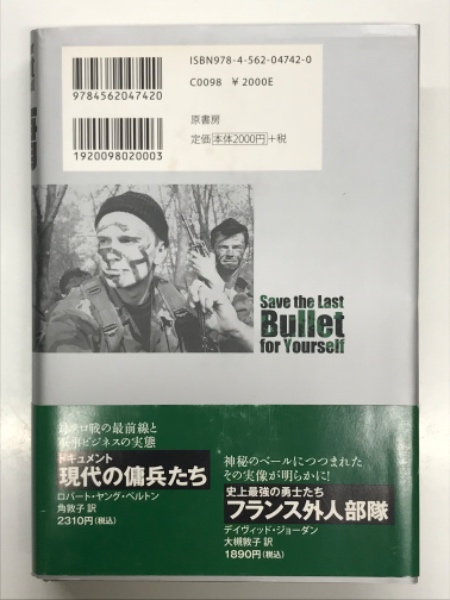 ISBN978-4-562-04742-0
C0098 ¥2000E
9784562047420
原書房
定価 本体2000円+税
1920098020003
Save the Last
Bullet
for Yourself
ロ戦の最前線と
ビジネスの実態
ドキュメント
現代の傭兵たち
ロバート・ヤング・ペルトン
角敦子 訳
2310円(税込)
神秘のベールにつつまれた
その実像が明らかに!
史上最強の勇士たち
フランス外人部隊
デイヴィッド・ジョーダン
大槻敦子 訳
1890円(税込)